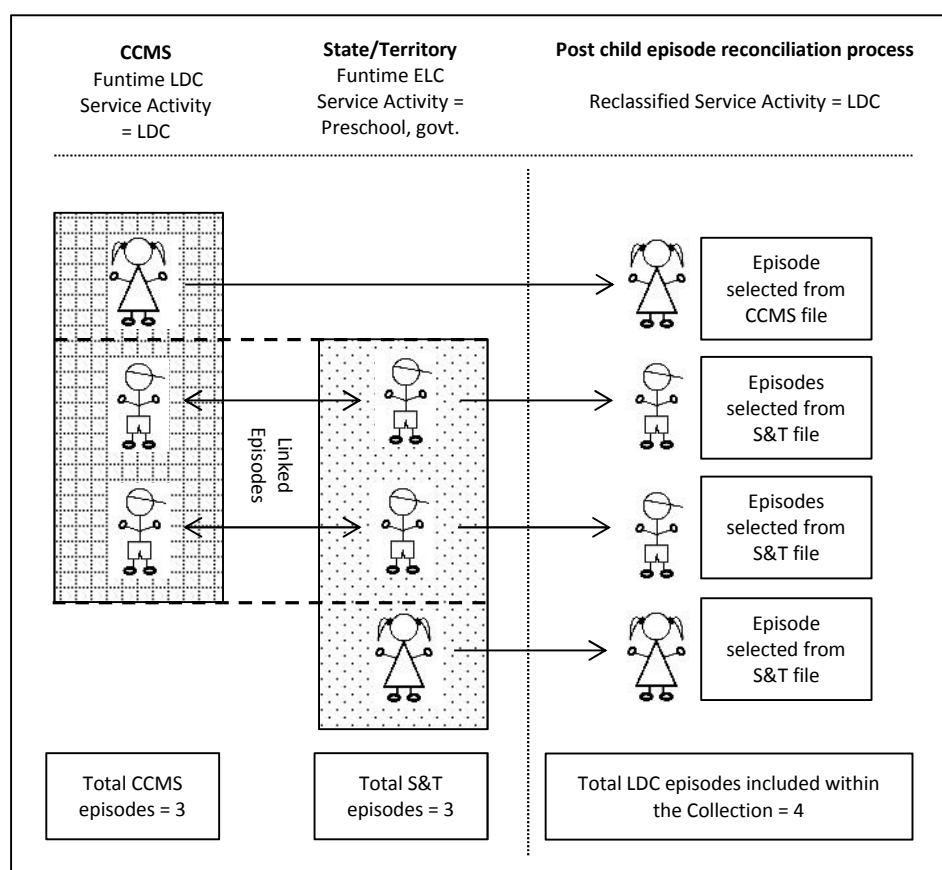 CCMS
Funtime LDC
Service Activity
= LDC
State/Territory
Funtime ELC
Service Activity =
Preschool, govt.
Post child episode reconciliation process
Reclassified Service Activity = LDC
Episode
selected from
CCMS file
Linked
Episodes
Episodes
selected from
S&T file
Episodes
selected from
S&T file
Episode
selected from
S&T file
Total CCMS
episodes = 3
Total S&T
episodes = 3
Total LDC episodes included within
the Collection = 4